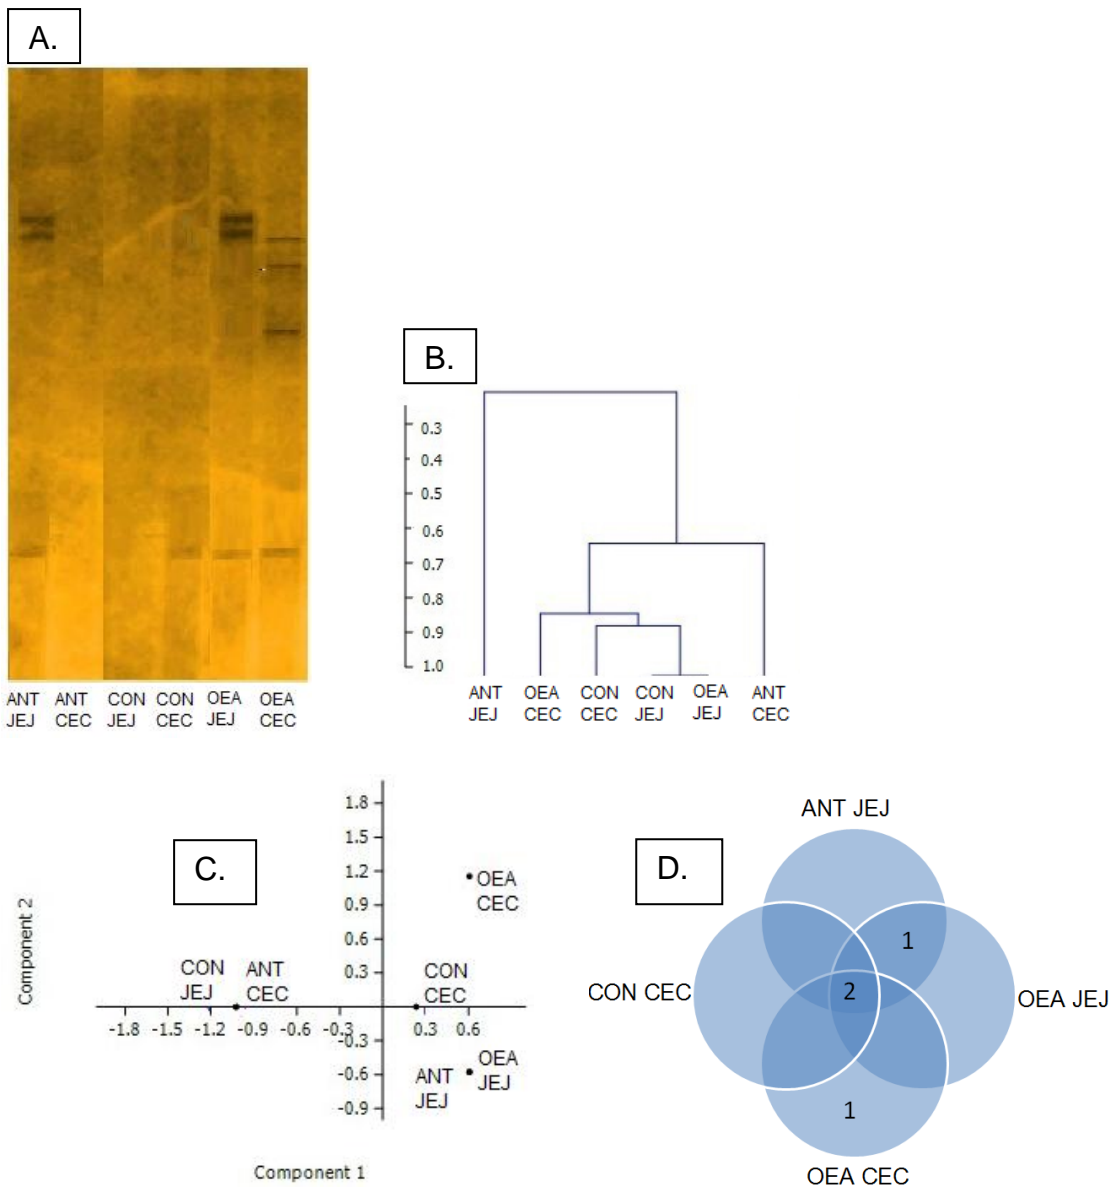 A.
ANT ANT CON CON OEA OEA
JEJ CEC JEJ CEC JEJ CEC
B.
0.3
0.4
0.5
0.6
0.7
0.8
0.9
1.0
ANT OEA CON CON OEA ANT
JEJ CEC CEC JEJ JEJ CEC
C.
Component 2
1.8
1.5
1.2
0.9
0.6
0.3
-1.8 -1.5 -1.2 -0.9 -0.6 -0.3 0.3 0.6
-0.3
-0.6
-0.9
OEA
CEC
CON
JEJ
ANT
CEC
CON
CEC
ANT
JEJ
OEA
JEJ
Component 1
D.
ANT JEJ
1
CON CEC
2
OEA JEJ
1
OEA CEC